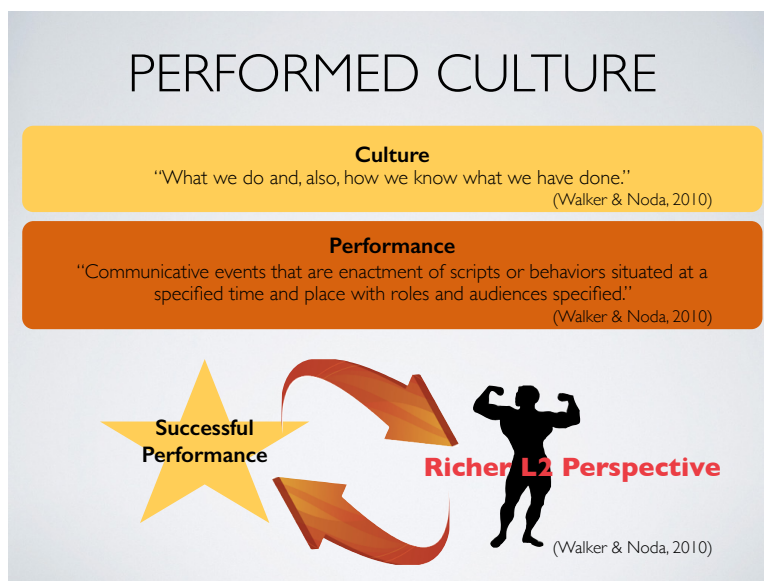 PERFORMED CULTURE
Culture
“What we do and, also, how we know what we have done.”
(Walker & Noda, 2010)
Performance
“Communicative events that are enactment of scripts or behaviors situated at a
specified time and place with roles and audiences specified.”
(Walker & Noda, 2010)
Successful
Performance
Richer L2 Perspective
(Walker & Noda, 2010)